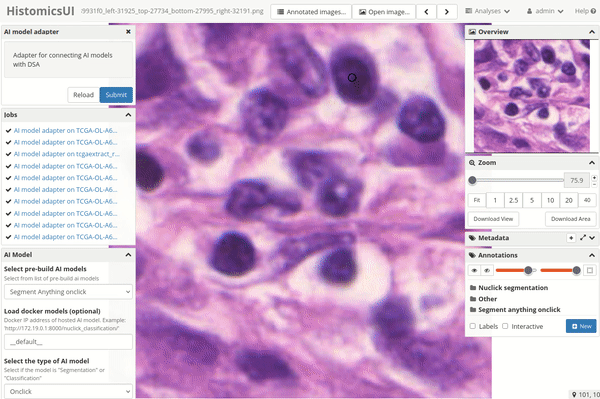 HistomicsUI
9931f0_left-31925_top-27734_bottom-27995_right-32191.png
Annotated images...
Open image...
Analyses
admin
Help
AI model adapter
Adapter for connecting AI models
with DSA
Reload
Submit
Jobs
AI model adapter on TCGA-OL-A6...
AI model adapter on TCGA-OL-A6...
AI model adapter on tcgaextract_r...
AI model adapter on TCGA-OL-A6...
AI model adapter on TCGA-OL-A6...
AI model adapter on TCGA-OL-A6...
AI model adapter on TCGA-OL-A6...
AI model adapter on TCGA-OL-A6...
AI model adapter on TCGA-OL-A6...
AI model adapter on TCGA-OL-A6...
AI Model
Select pre-build AI models
Select from list of pre-build ai models
Segment Anything onclick
Load docker models (optional)
Docker IP address of hosted AI model. Example:
'http://172.19.0.1:8000/nuclick_classification/'
__default__
Select the type of AI model
Select if the model is "Segmentation" or
"Classification"
Onclick
Overview
Zoom
75.9
Fit 1 2.5 5 10 20 40
Download View
Download Area
Metadata
Annotations
Nuclick segmentation
Other
Segment anything onclick
Labels
Interactive
New
101, 10